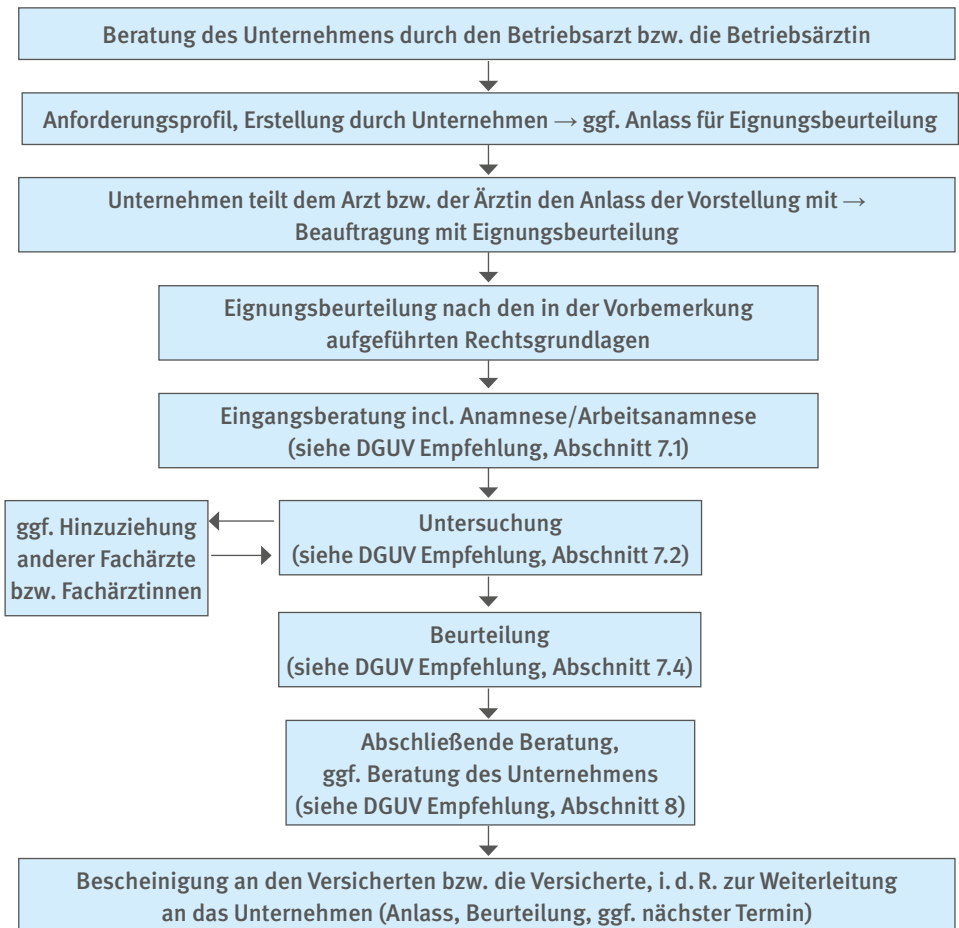 Beratung des Unternehmens durch den Betriebsarzt bzw. die Betriebsärztin
Anforderungsprofil, Erstellung durch Unternehmen → ggf. Anlass für Eignungsbeurteilung
Unternehmen teilt dem Arzt bzw. der Ärztin den Anlass der Vorstellung mit →
Beauftragung mit Eignungsbeurteilung
Eignungsbeurteilung nach den in der Vorbemerkung
aufgeführten Rechtsgrundlagen
Eingangsberatung incl. Anamnese/Arbeitsanamnese
(siehe DGUV Empfehlung, Abschnitt 7.1)
ggf. Hinzuziehung
anderer Fachärzte
bzw. Fachärztinnen
Untersuchung
(siehe DGUV Empfehlung, Abschnitt 7.2)
Beurteilung
(siehe DGUV Empfehlung, Abschnitt 7.4)
Abschließende Beratung,
ggf. Beratung des Unternehmens
(siehe DGUV Empfehlung, Abschnitt 8)
Bescheinigung an den Versicherten bzw. die Versicherte, i. d. R. zur Weiterleitung
an das Unternehmen (Anlass, Beurteilung, ggf. nächster Termin)